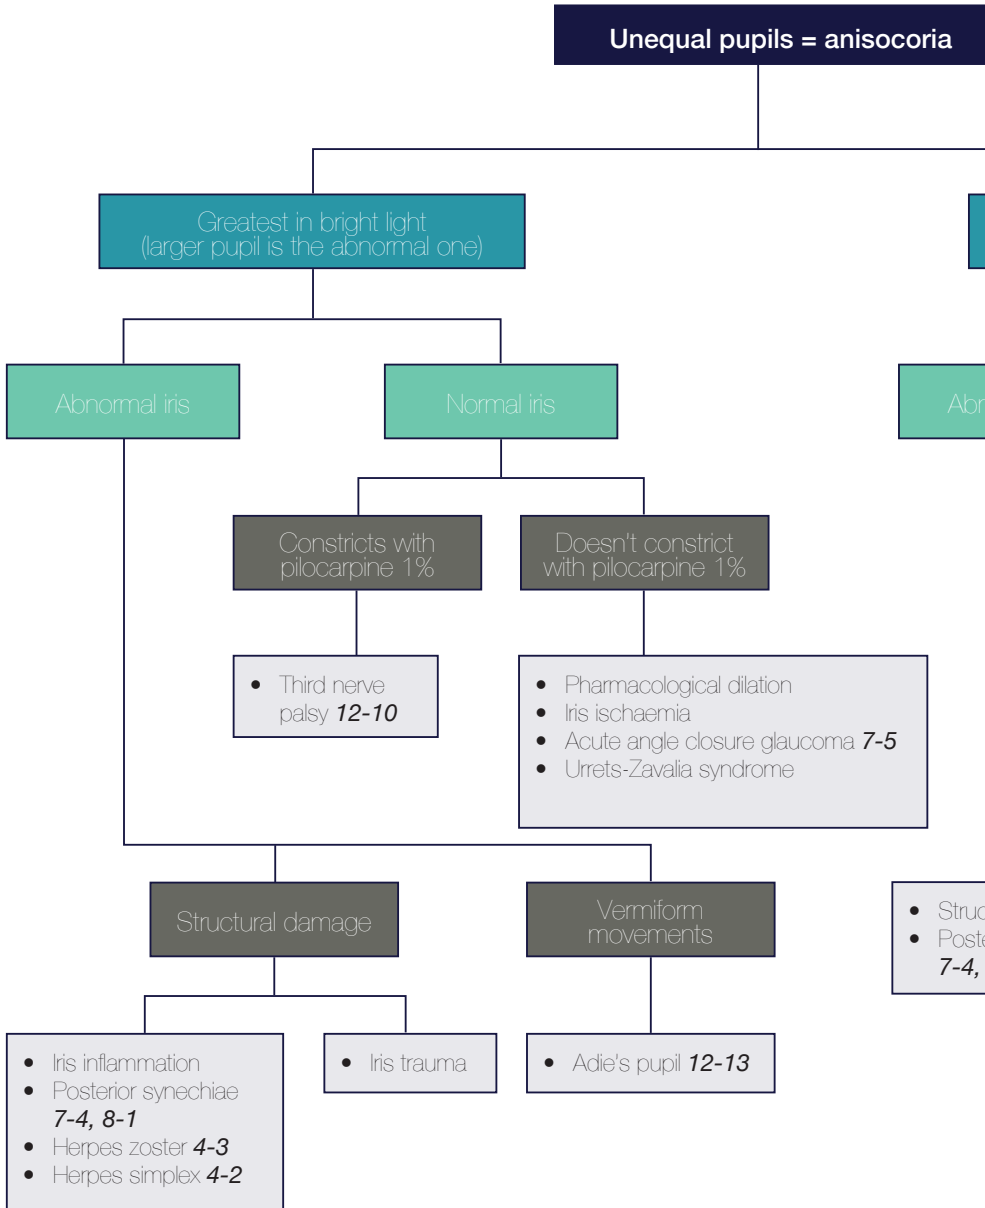 Unequal pupils = anisocoria
Greatest in bright light
(larger pupil is the abnormal one)
Abnormal iris
Normal iris
Constricts with
pilocarpine 1%
Doesn't constrict
with pilocarpine 1%
• Third nerve
palsy 12-10
• Pharmacological dilation
• Iris ischaemia
• Acute angle closure glaucoma 7-5
• Urrets-Zavalia syndrome
Structural damage
Vermiform
movements
• Iris inflammation
• Posterior synechiae
7-4, 8-1
• Herpes zoster 4-3
• Herpes simplex 4-2
• Iris trauma
• Adie's pupil 12-13
7-4,